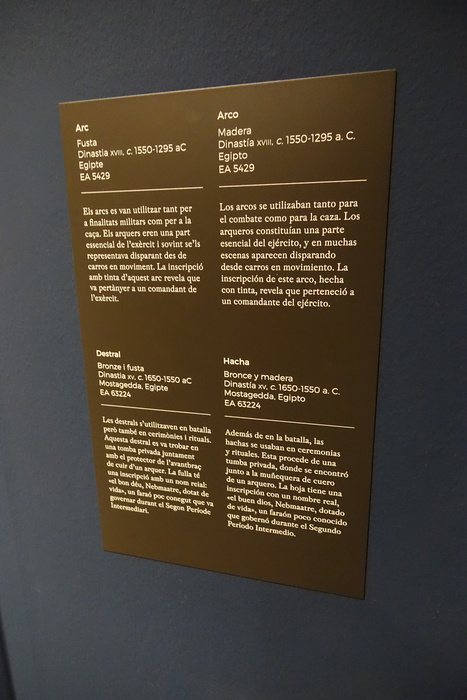 Arc
Fusta
Dinastia XVIII, c. 1550-1295 aC
Egipte
EA 5429
Els arcs es van utilitzar tant per
a finalitats militars com per a la
caça. Els arquers eren una part
essencial de l'exèrcit i sovint se'ls
representava disparant des de
carros en moviment. La inscripció
amb tinta d'aquest arc revela que
va pertànyer a un comandant de
l'exèrcit.
Arco
Madera
Dinastía XVIII, c. 1550-1295 a. C.
Egipto
EA 5429
Los arcos se utilizaban tanto para
el combate como para la caza. Los
arqueros constituían una parte
esencial del ejército, y en muchas
escenas aparecen disparando
desde carros en movimiento. La
inscripción de este arco, hecha
con tinta, revela que perteneció a
un comandante del ejército.
Destral
Bronze i fusta
Dinastia XV, c. 1650-1550 aC
Mostagedda, Egipte
EA 63224
Les destrals s'utilitzaven en batalla
però també en cerimònies i rituals.
Aquesta destral es va trobar en
una tomba privada juntament
amb el protector de l'avantbraç
de cuir d'un arquer. La fulla té
una inscripció amb un nom reial:
«el bon déu, Nebmaatre, dotat de
vida», un faraó poc conegut que va
governar durant el Segon Període
Intermediari.
Hacha
Bronce y madera
Dinastía XV, c. 1650-1550 a. C.
Mostagedda, Egipto
EA 63224
Además de en la batalla, las
hachas se usaban en ceremonias
y rituales. Esta procede de una
tumba privada, donde se encontró
junto a la muñequera de cuero
de un arquero. La hoja tiene una
inscripción con un nombre real,
«el buen dios, Nebmaatre, dotado
de vida», un faraón poco conocido
que gobernó durante el Segundo
Período Intermedio.